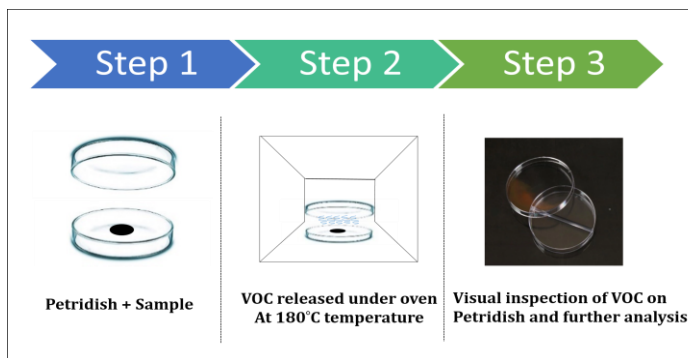 Step 1
Step 2
Step 3
Petridish + Sample
VOC released under oven
At 180°C temperature
Visual inspection of VOC on
Petridish and further analysis